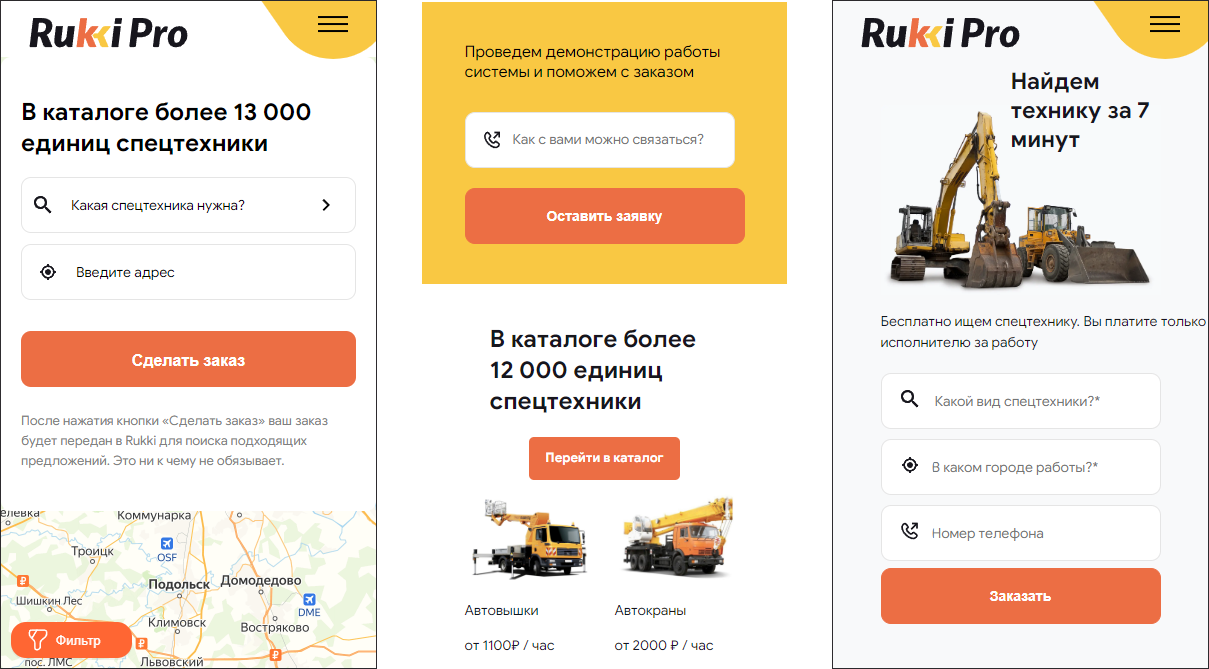 Rukki Pro
В каталоге более 13 000
единиц спецтехники
Какая спецтехника нужна?
Введите адрес
Сделать заказ
После нажатия кнопки «Сделать заказ» ваш заказ
будет передан в Rukki для поиска подходящих
предложений. Это ни к чему не обязывает.
елевка
Коммунарка
Троицк
OSF
Подольск
Домодедово
Шишкин Лес
DME
Климовск
Востряково
Фильтр
пос. ЛМС
Львовский
Проведем демонстрацию работы
системы и поможем с заказом
Как с вами можно связаться?
Оставить заявку
В каталоге более
12 000 единиц
спецтехники
Перейти в каталог
Автовышки
Автокраны
от 1100₽ / час
от 2000 ₽ / час
Rukki Pro
Найдем
технику за 7
минут
Бесплатно ищем спецтехнику. Вы платите только
исполнителю за работу
Какой вид спецтехники?*
В каком городе работы?*
Номер телефона
Заказать